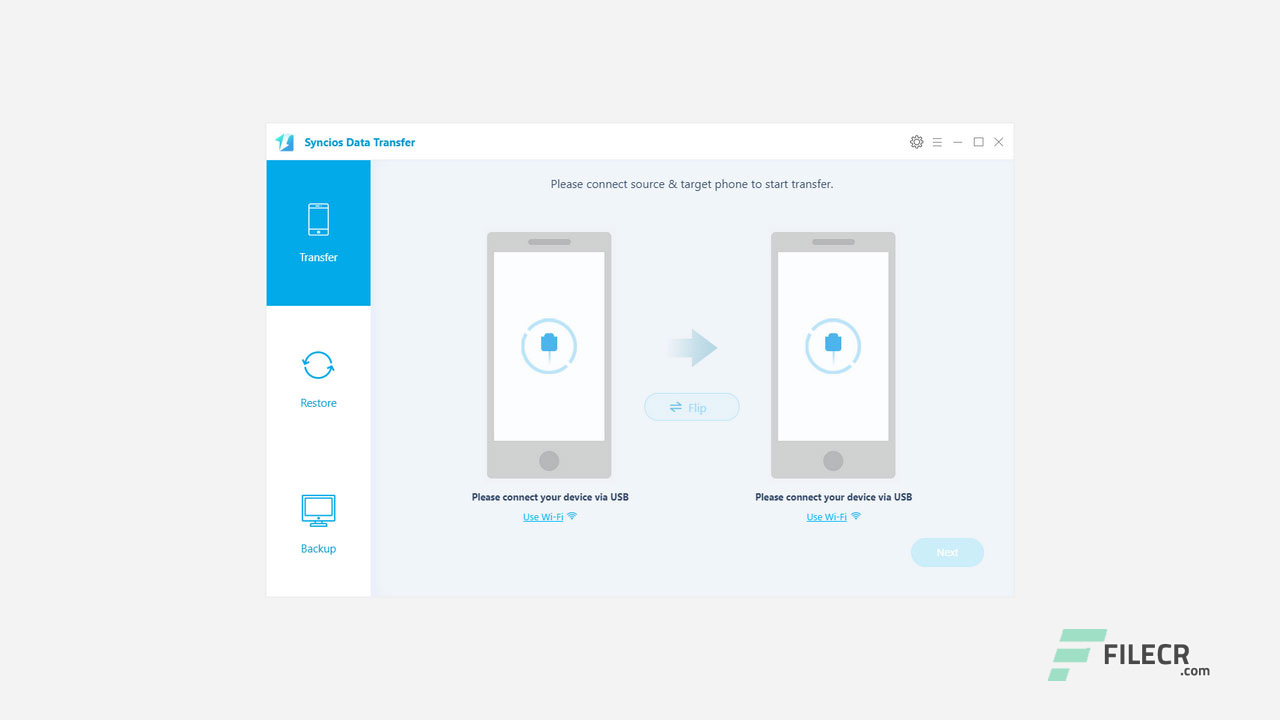 Syncios Data Transfer
Please connect source & target phone to start transfer.
Transfer
Flip
Restore
Please connect your device via USB
Use Wi-Fi
Please connect your device via USB
Use Wi-Fi
Backup
Next
FILECR
.com